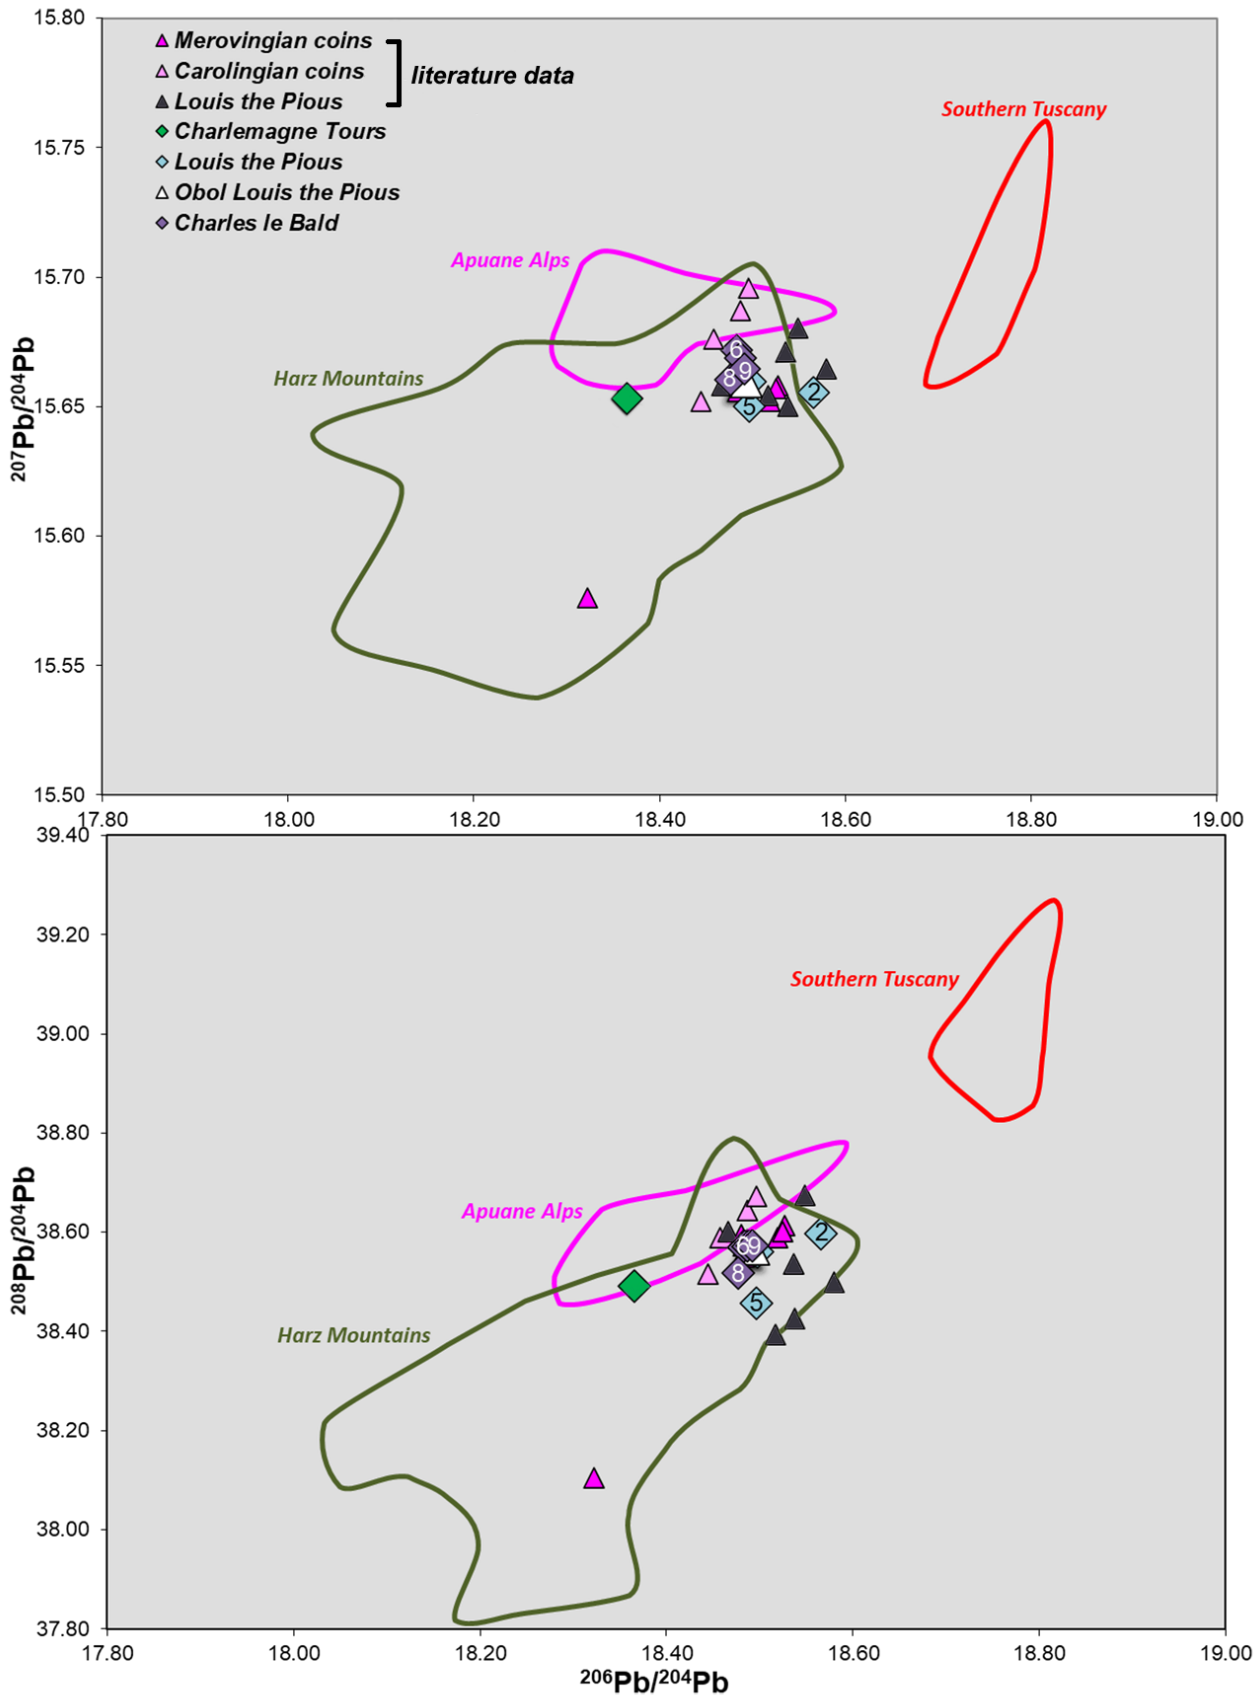 15.80
Merovingian coins
Carolingian coins
literature data
Louis the Pious
Charlemagne Tours
Louis the Pious
Obol Louis the Pious
Charles le Bald
Southern Tuscany
15.75
Apuane Alps
15.70
Harz Mountains
6
9
8
2
5
15.65
207Pb/204Pb
15.60
15.55
15.50
17.80 18.00 18.20 18.40 18.60 18.80 19.00
39.40
39.20
Southern Tuscany
39.00
38.80
Apuane Alps
38.60
2
6 9
8
5
208Pb/204Pb
38.40
Harz Mountains
38.20
38.00
37.80
17.80 18.00 18.20 18.40 18.60 18.80 19.00
206Pb/204Pb